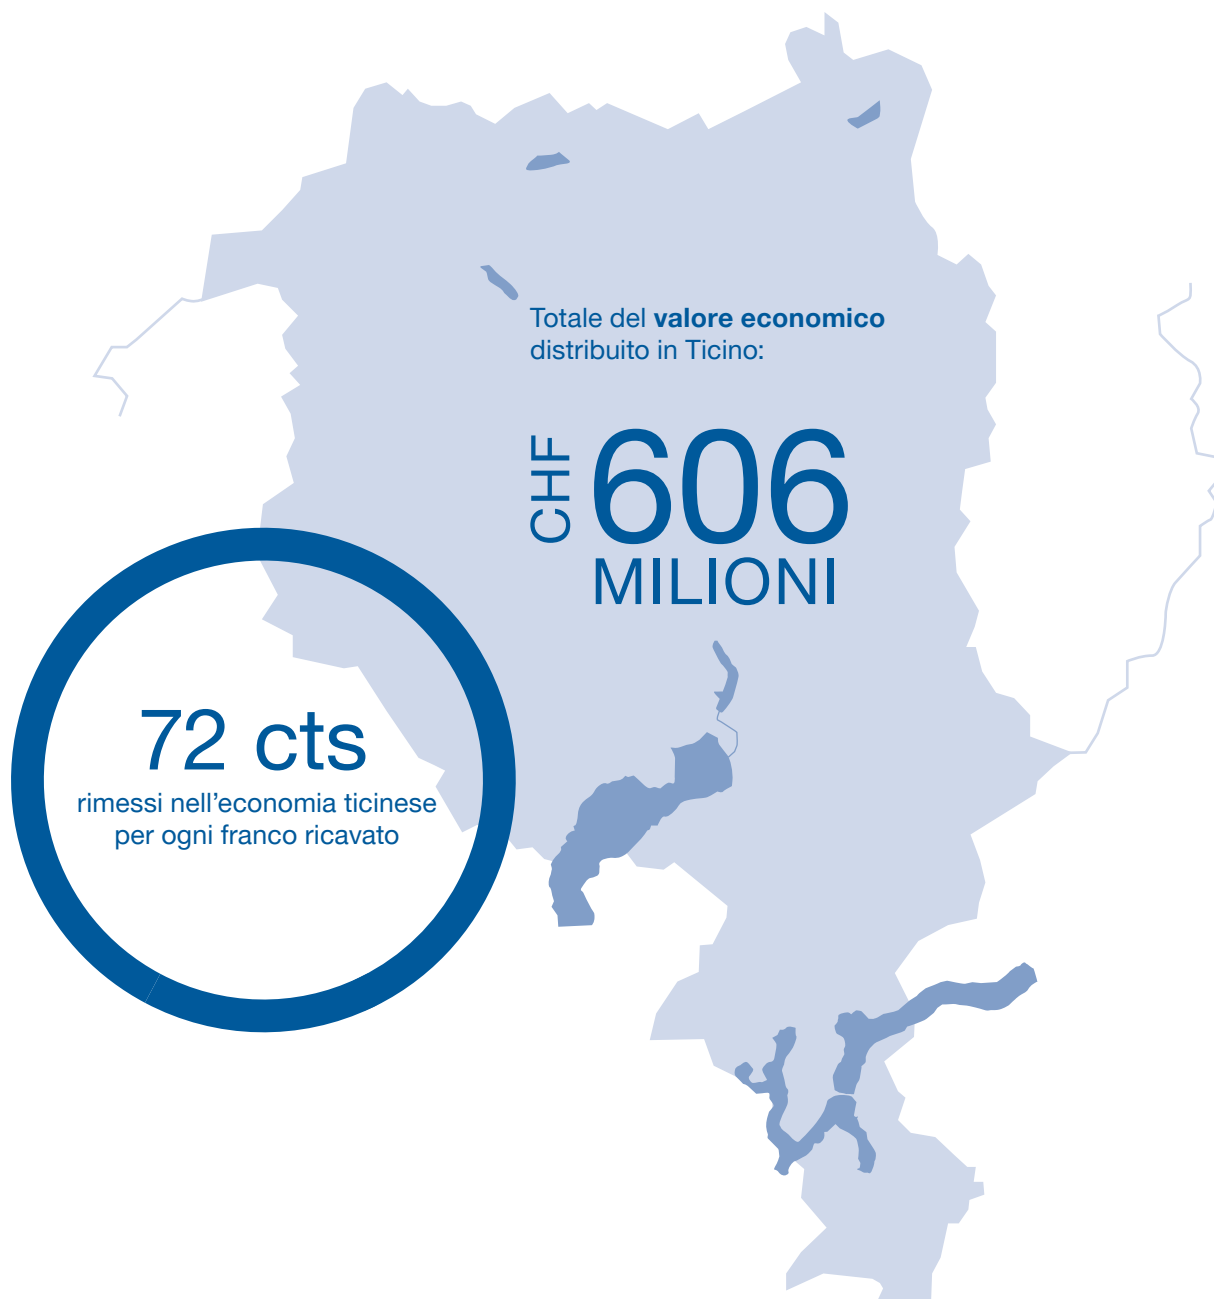 Totale del valore economico
distribuito in Ticino:
CHF 606
MILIONI
72 cts
rimessi nell’economia ticinese
per ogni franco ricavato